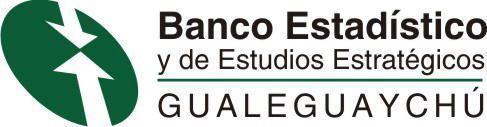 Banco Estadístico
y de Estudios Estratégicos
GUALEGUAYCHÚ